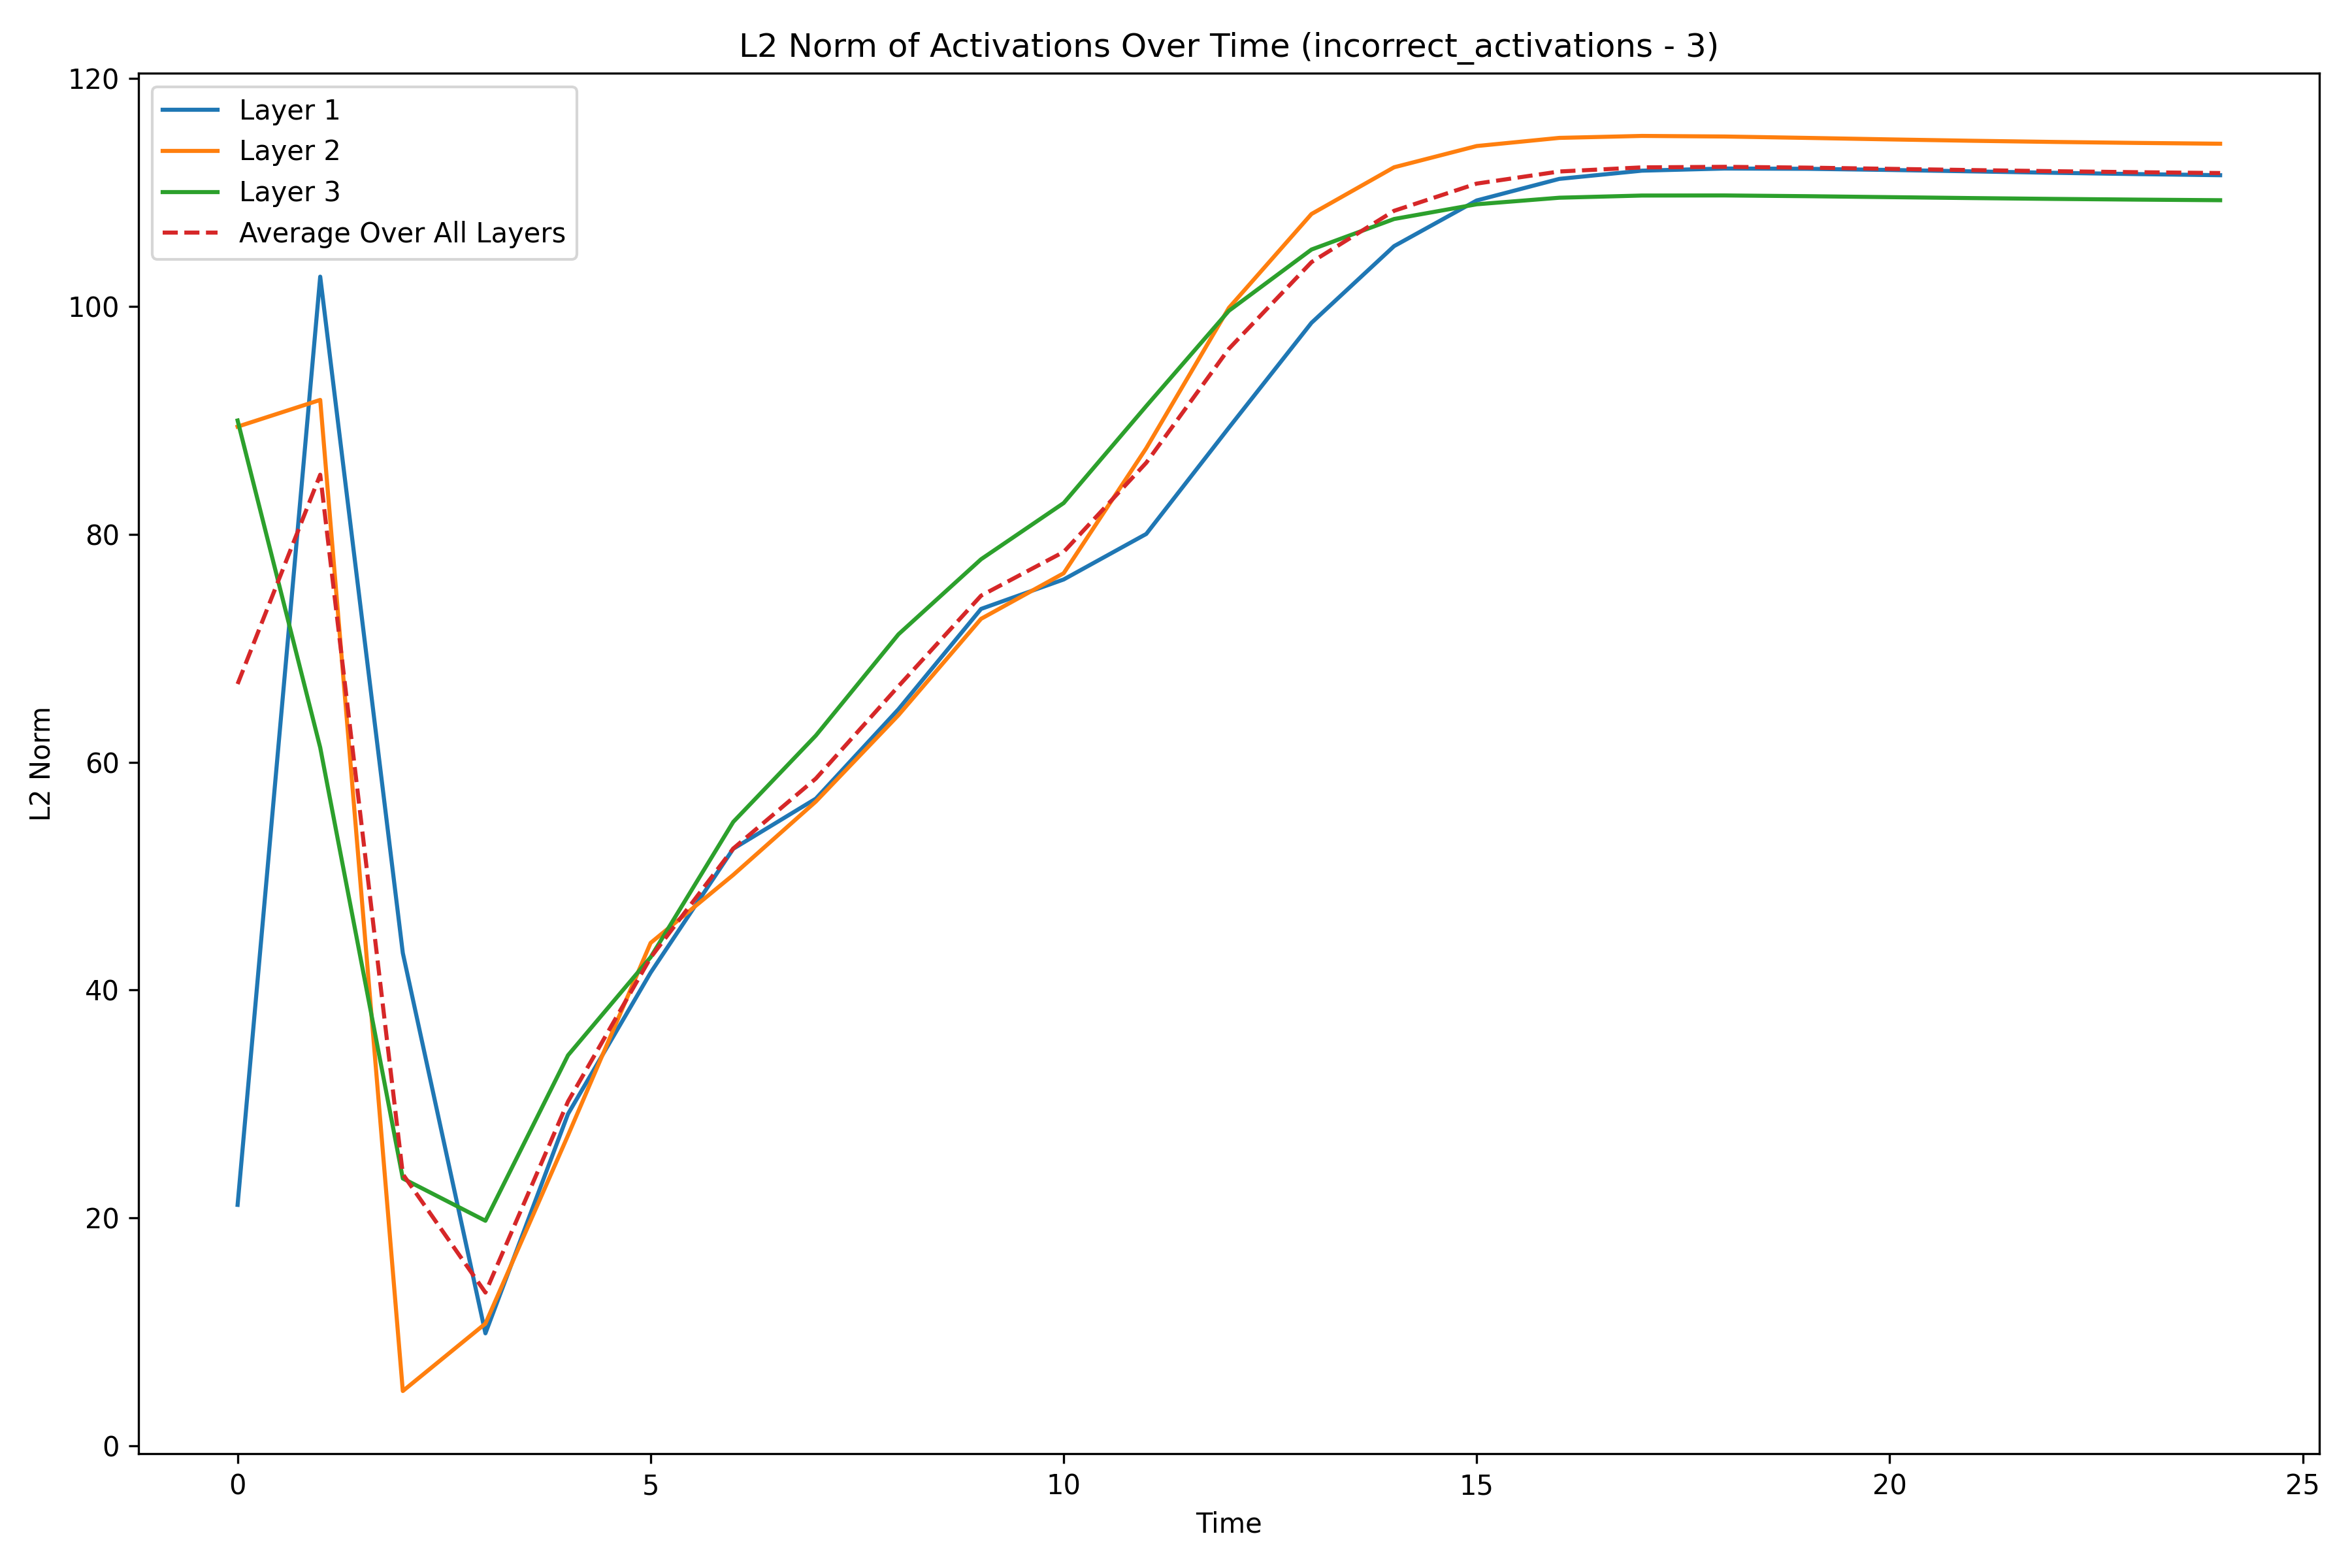 L2 Norm of Activations Over Time (incorrect_activations - 3)
Layer 1
Layer 2
Layer 3
Average Over All Layers
120
100
80
60
40
20
0
L2 Norm
0 5 10 15 20 25
Time